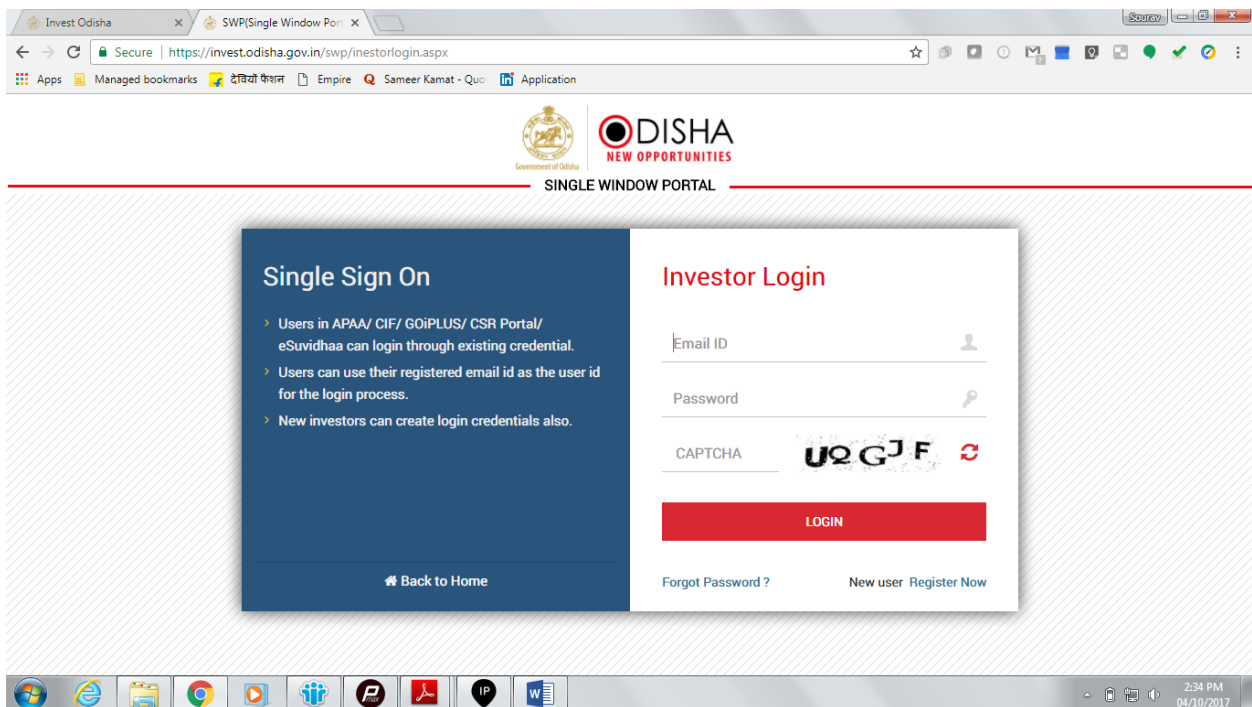 Invest Odisha
SWP(Single Window Port
Sourav
Secure | https://invest.odisha.gov.in/swp/inestorlogin.aspx
Apps Managed bookmarks देवियों फैशन Empire Sameer Kamat - Quo Application
Government of Odisha
ODISHA
NEW OPPORTUNITIES
SINGLE WINDOW PORTAL
Single Sign On
Users in APAA/ CIF/ GOiPLUS/ CSR Portal/
eSuvidhaa can login through existing credential.
Users can use their registered email id as the user id
for the login process.
New investors can create login credentials also.
Back to Home
Investor Login
Email ID
Password
CAPTCHA UQGJF
LOGIN
Forgot Password ? New user Register Now
IP
2:34 PM
04/10/2017